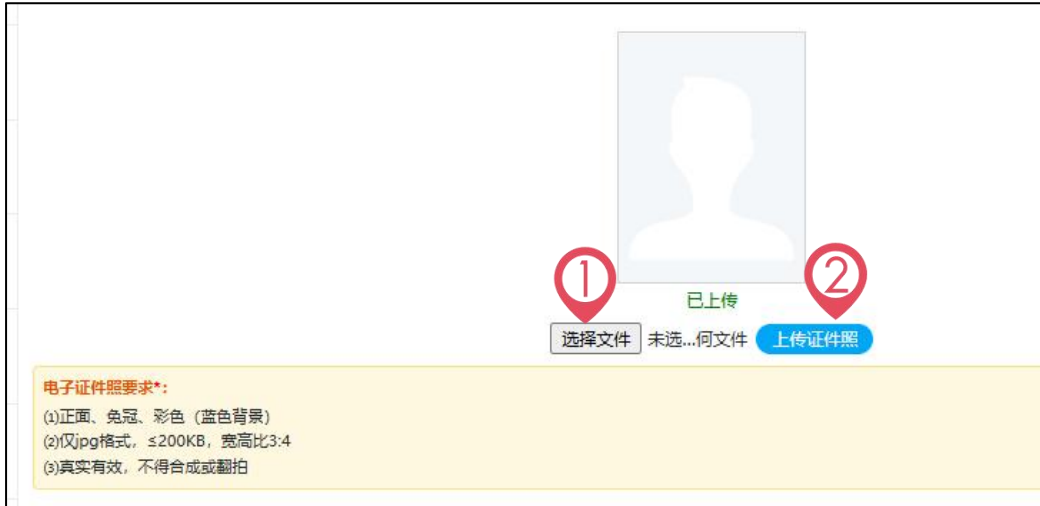 ①
②
已上传
选择文件 未选...何文件 上传证件照
电子证件照要求*：
(1)正面、免冠、彩色（蓝色背景）
(2)仅jpg格式，≤200KB，宽高比3:4
(3)真实有效，不得合成或翻拍